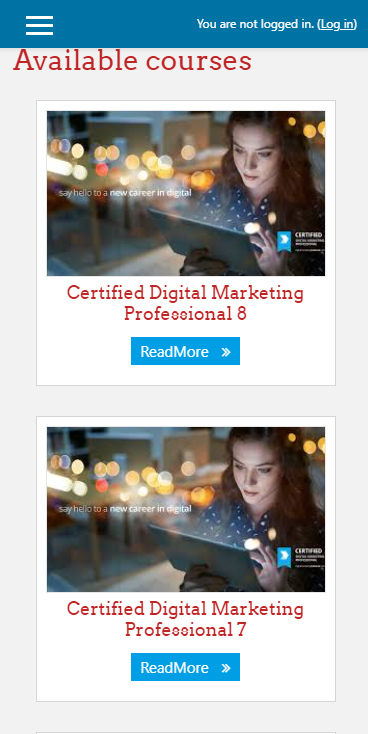 You are not logged in. (Log in)
Available courses
say hello to a new career in digital
CERTIFIED
DIGITAL MARKETING
PROFESSIONAL
Certified Digital Marketing
Professional 8
ReadMore »
say hello to a new career in digital
CERTIFIED
DIGITAL MARKETING
PROFESSIONAL
Certified Digital Marketing
Professional 7
ReadMore »